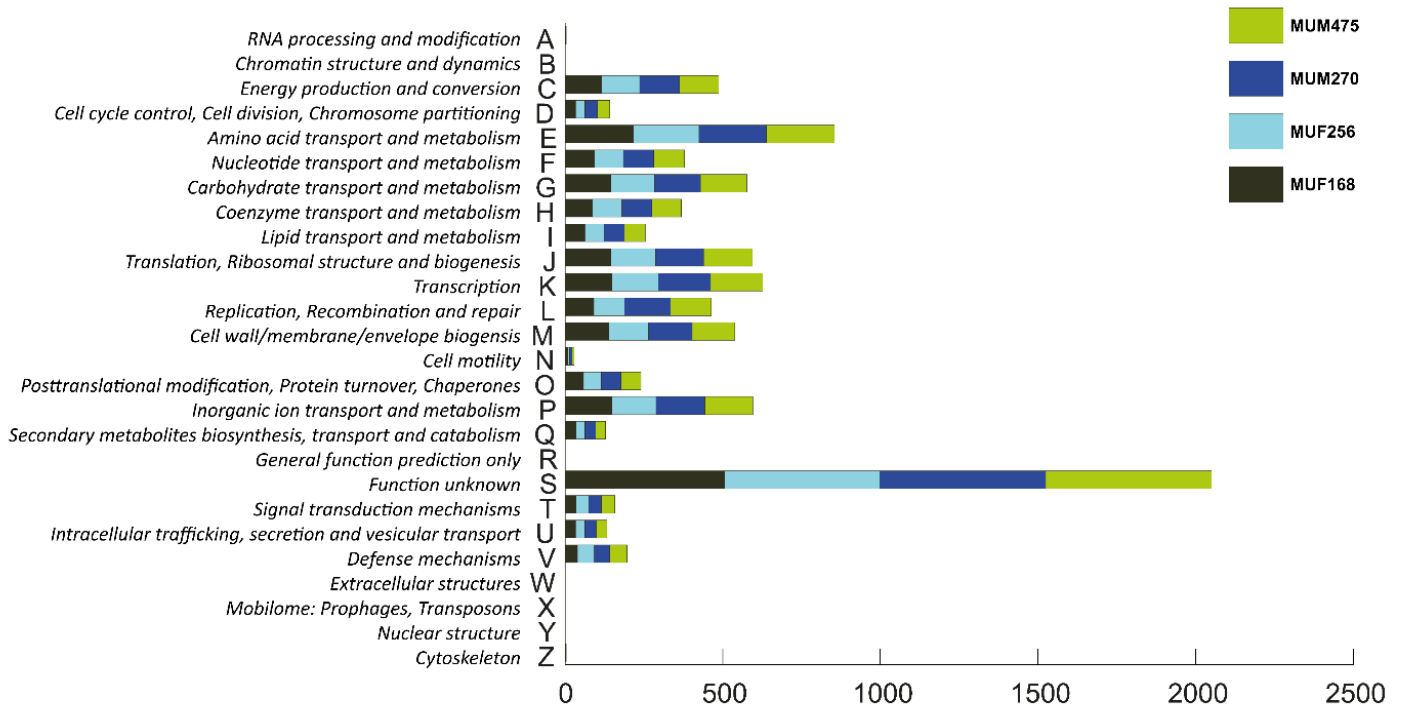 RNA processing and modification A
Chromatin structure and dynamics B
Energy production and conversion C
Cell cycle control, Cell division, Chromosome partitioning D
Amino acid transport and metabolism E
Nucleotide transport and metabolism F
Carbohydrate transport and metabolism G
Coenzyme transport and metabolism H
Lipid transport and metabolism I
Translation, Ribosomal structure and biogenesis J
Transcription K
Replication, Recombination and repair L
Cell wall/membrane/envelope biogensis M
Cell motility N
Posttranslational modification, Protein turnover, Chaperones O
Inorganic ion transport and metabolism P
Secondary metabolites biosynthesis, transport and catabolism Q
General function prediction only R
Function unknown S
Signal transduction mechanisms T
Intracellular trafficking, secretion and vesicular transport U
Defense mechanisms V
Extracellular structures W
Mobilome: Prophages, Transposons X
Nuclear structure Y
Cytoskeleton Z
0 500 1000 1500 2000 2500
MUM475
MUM270
MUF256
MUF168